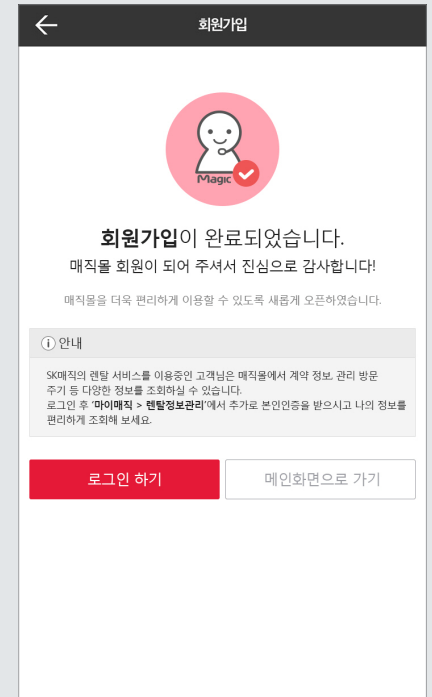 회원가입
Magic
회원가입이 완료되었습니다.
매직몰 회원이 되어 주셔서 진심으로 감사합니다!
매직몰을 더욱 편리하게 이용할 수 있도록 새롭게 오픈하였습니다.
안내
SK매직의 렌탈 서비스를 이용중인 고객님은 매직몰에서 계약 정보, 관리 방문
주기 등 다양한 정보를 조회하실 수 있습니다.
로그인 후 '마이매직 > 렌탈정보관리'에서 추가로 본인인증을 받으시고 나의 정보를
편리하게 조회해 보세요.
로그인 하기
메인화면으로 가기